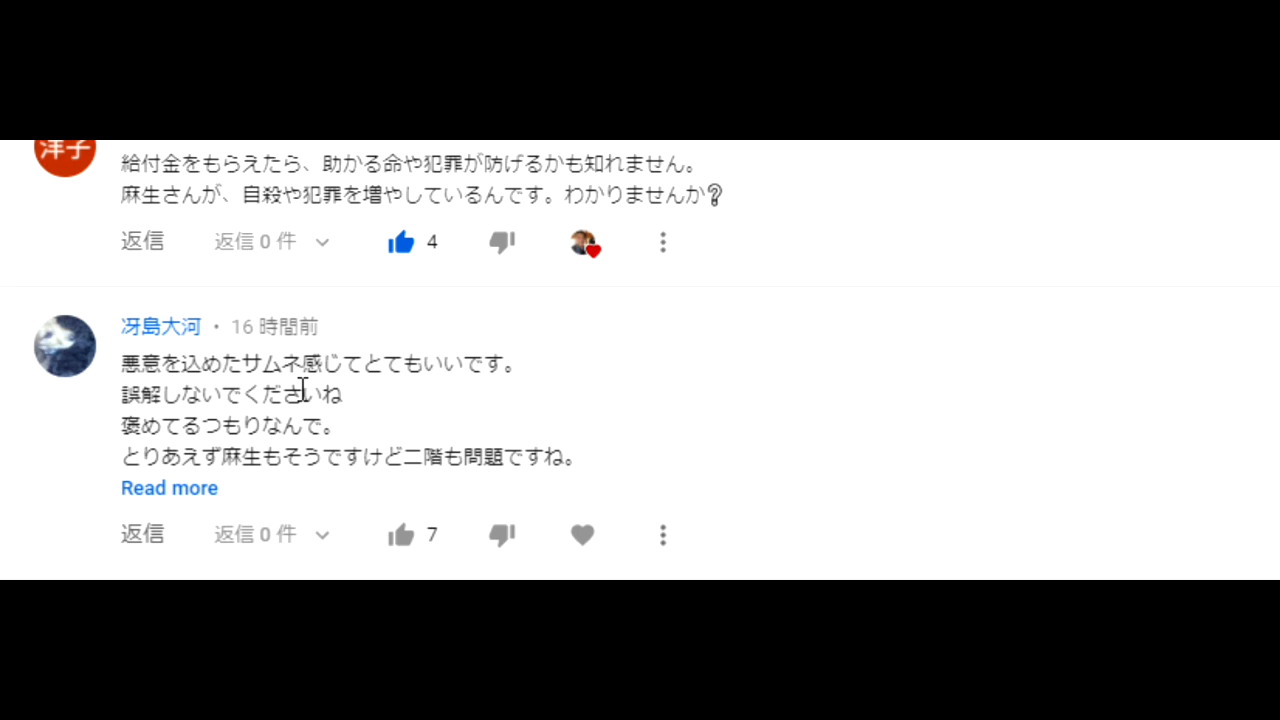 洋子
給付金をもらえたら、助かる命や犯罪が防げるかも知れません。
麻生さんが、自殺や犯罪を増やしているんです。わかりませんか❔
返信 返信 0 件 4
冴島大河 • 16 時間前
悪意を込めたサムネ感じてとてもいいです。
誤解しないでくださいね
褒めてるつもりなんで。
とりあえず麻生もそうですけど二階も問題ですね。
Read more
返信 返信 0 件 7